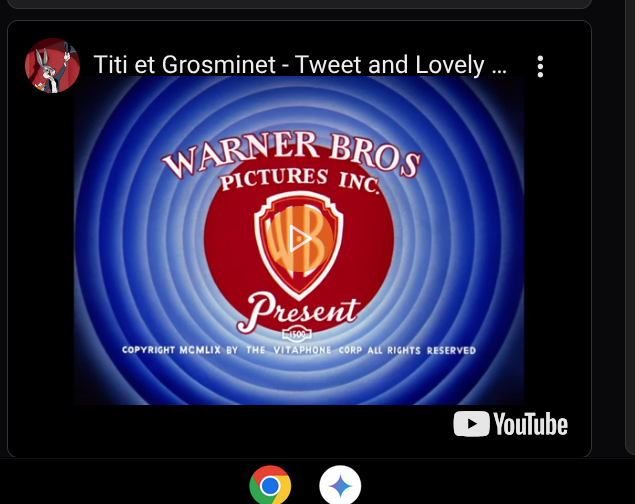 Titi et Grosminet - Tweet and Lovely ...
WARNER BROS
PICTURES INC.
WB
Present
1500
COPYRIGHT MCMLIX BY THE VITAPHONE CORP ALL RIGHTS RESERVED
YouTube